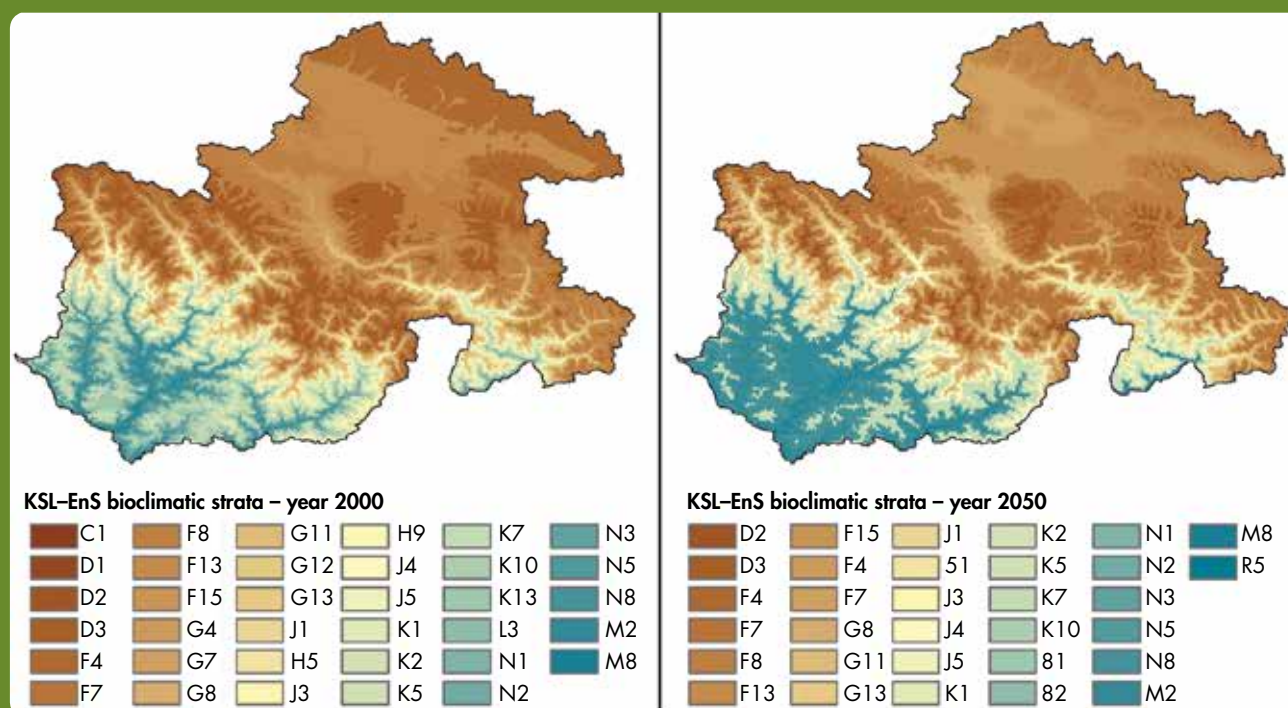 KSL–EnS bioclimatic strata – year 2000
C1 F8 G11 H9 K7 N3
D1 F13 G12 J4 K10 N5
D2 F15 G13 J5 K13 N8
D3 G4 J1 K1 L3 M2
F4 G7 H5 K2 N1 M8
F7 G8 J3 K5 N2
KSL–EnS bioclimatic strata – year 2050
D2 F15 J1 K2 N1 M8
D3 F4 51 K5 N2 R5
F4 F7 J3 K7 N3
F7 G8 J4 K10 N5
F8 G11 J5 81 N8
F13 G13 K1 82 M2